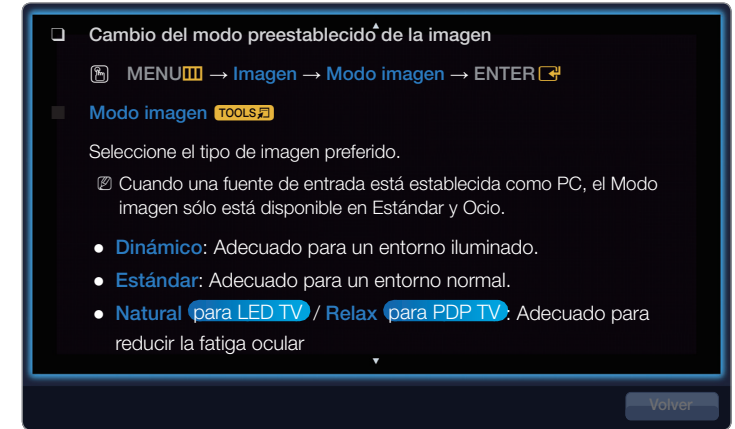 Cambio del modo preestablecido de la imagen
MENU → Imagen → Modo imagen → ENTER
Modo imagen TOOLS
Seleccione el tipo de imagen preferido.
Cuando una fuente de entrada está establecida como PC, el Modo
imagen sólo está disponible en Estándar y Ocio.
● Dinámico: Adecuado para un entorno iluminado.
● Estándar: Adecuado para un entorno normal.
● Natural para LED TV / Relax para PDP TV: Adecuado para
reducir la fatiga ocular
Volver